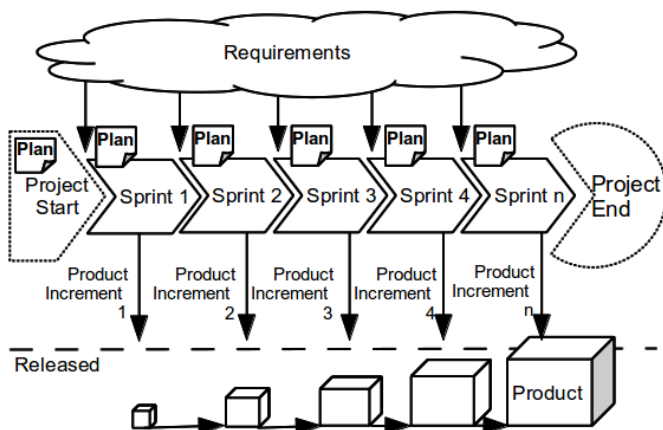 Requirements
Plan
Plan
Plan
Plan
Plan
Plan
Project
Start
Sprint 1
Sprint 2
Sprint 3
Sprint 4
Sprint n
Project
End
Product
Increment
1
Product
Increment
2
Product
Increment
3
Product
Increment
4
Product
Increment
n
Released
Product